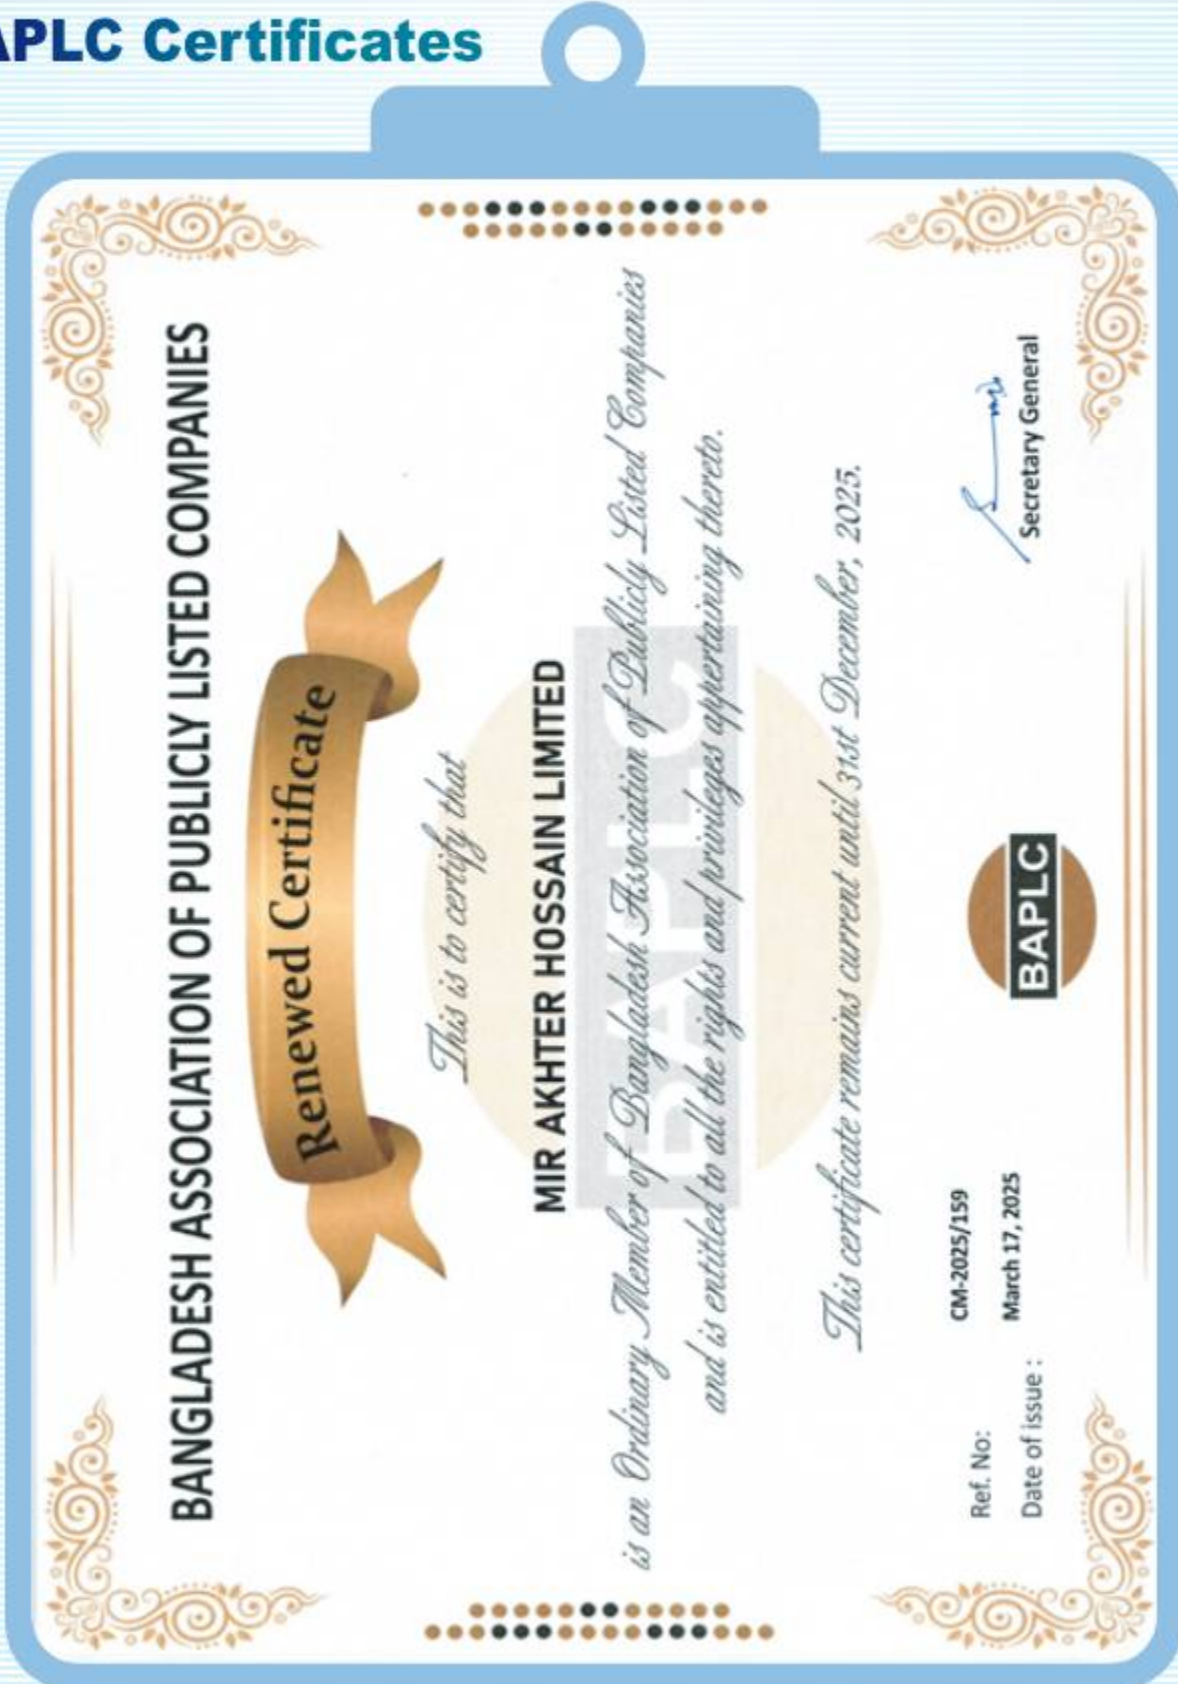 APLC Certificates
BANGLADESH ASSOCIATION OF PUBLICLY LISTED COMPANIES
Renewed Certificate
This is to certify that
MIR AKHTER HOSSAIN LIMITED
is an Ordinary Member of Bangladesh Association of Publicly Listed Companies
and is entitled to all the rights and privileges appertaining thereto.
This certificate remains current until 31st December, 2025.
Ref. No: CM-2025/159
Date of issue : March 17, 2025
BAPLC
Secretary General
BAPLC